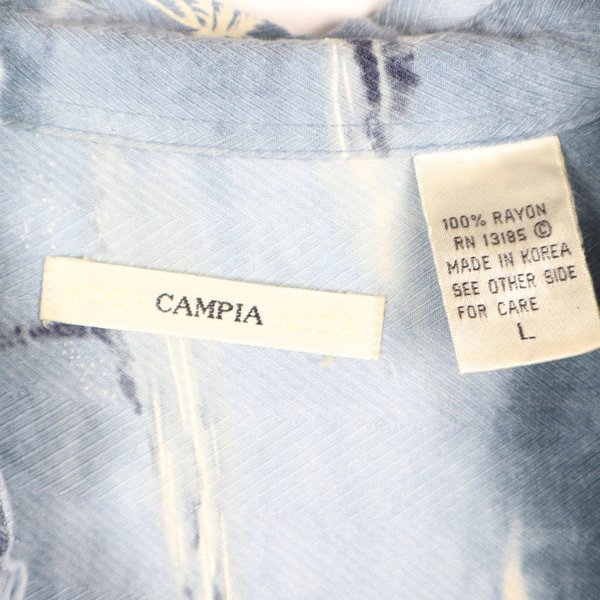 CAMPIA
100% RAYON
RN 13185 ©
MADE IN KOREA
SEE OTHER SIDE
FOR CARE
L